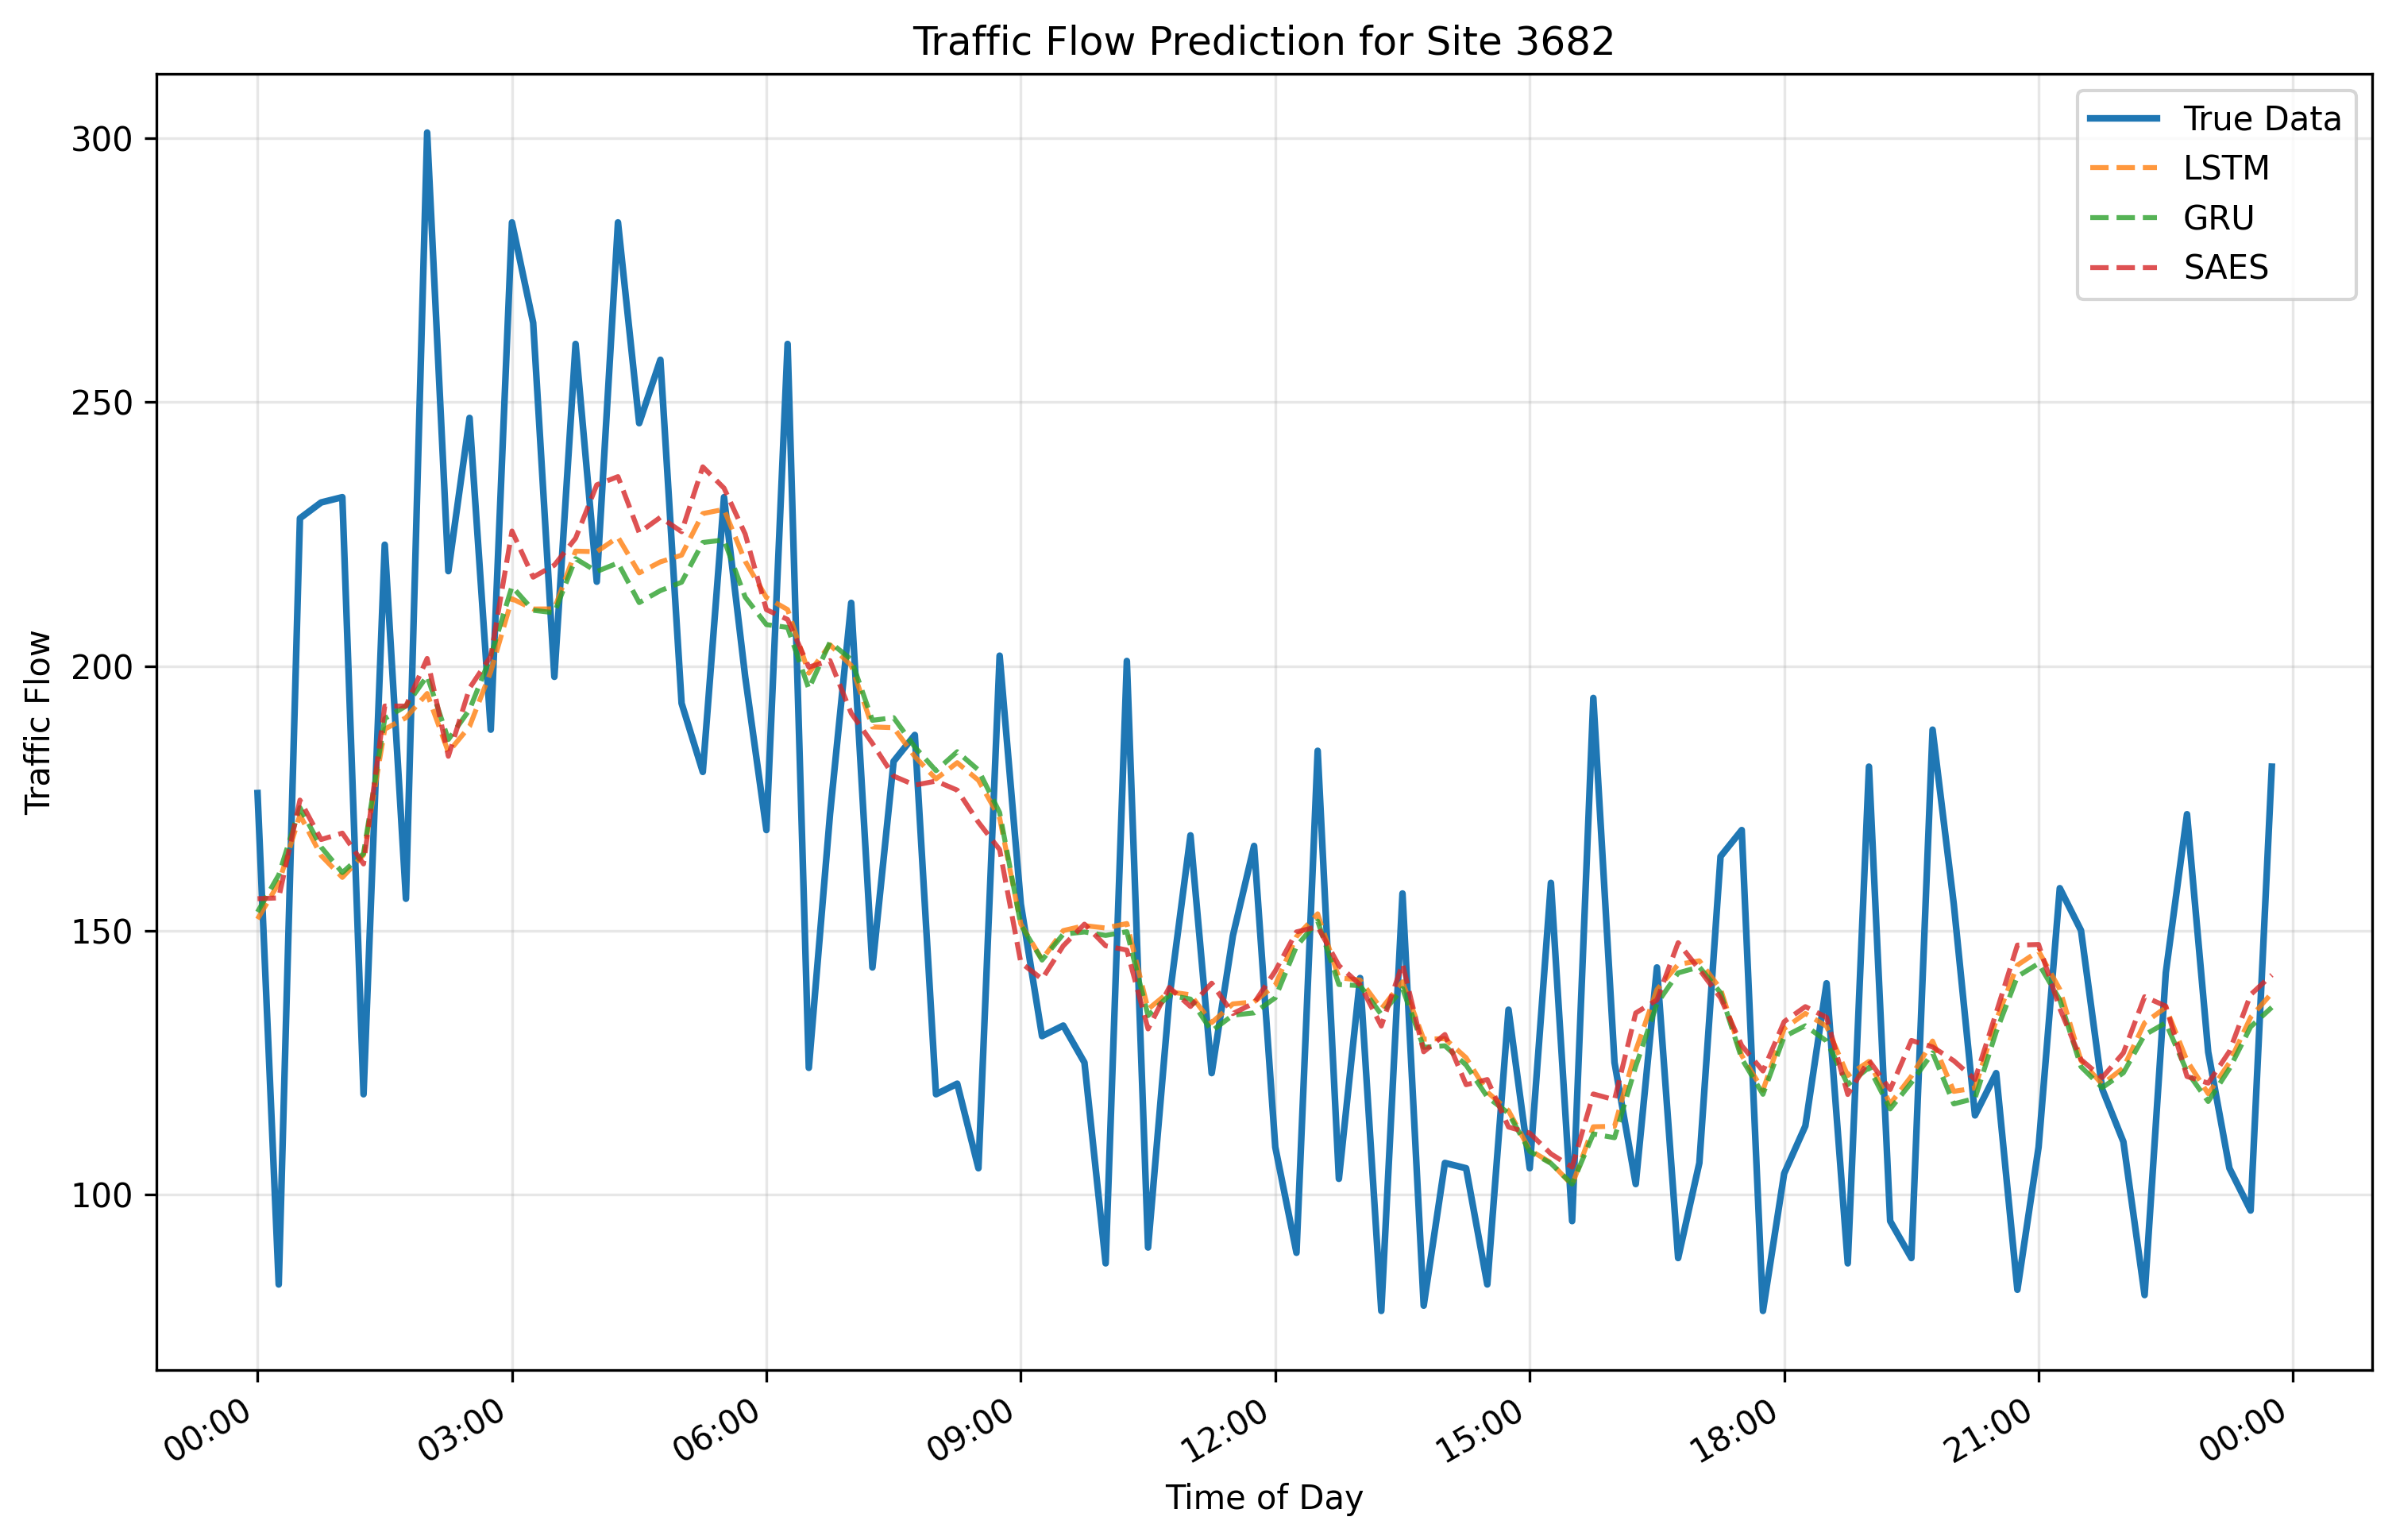 Traffic Flow Prediction for Site 3682
True Data
LSTM
GRU
SAES
300
250
200
150
100
Traffic Flow
00:00
03:00
06:00
09:00
12:00
15:00
18:00
21:00
00:00
Time of Day